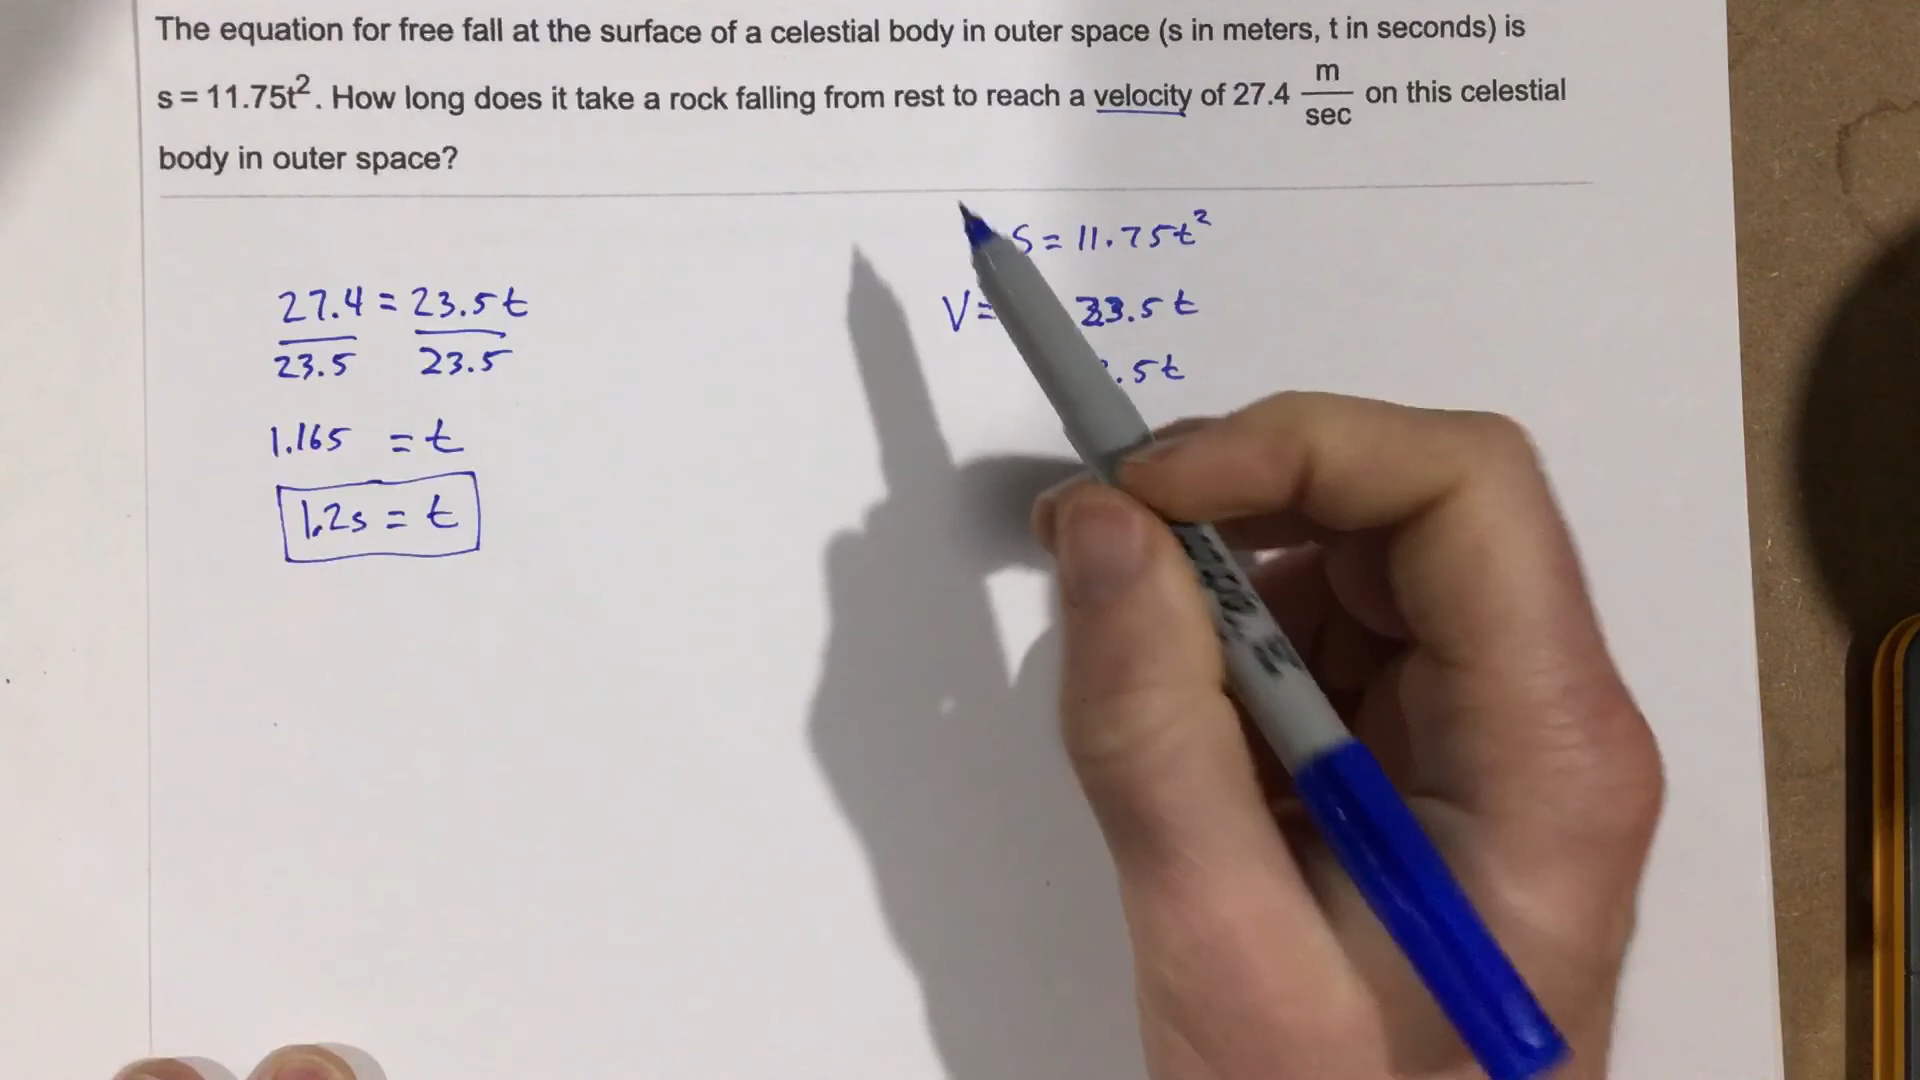 The equation for free fall at the surface of a celestial body in outer space (s in meters, t in seconds) is
s = 11.75t². How long does it take a rock falling from rest to reach a velocity of 27.4 m/sec on this celestial
body in outer space?
27.4 = 23.5t
23.5 23.5
1.165 = t
1.2s = t
S = 11.75t²
V= 23.5t
.5t